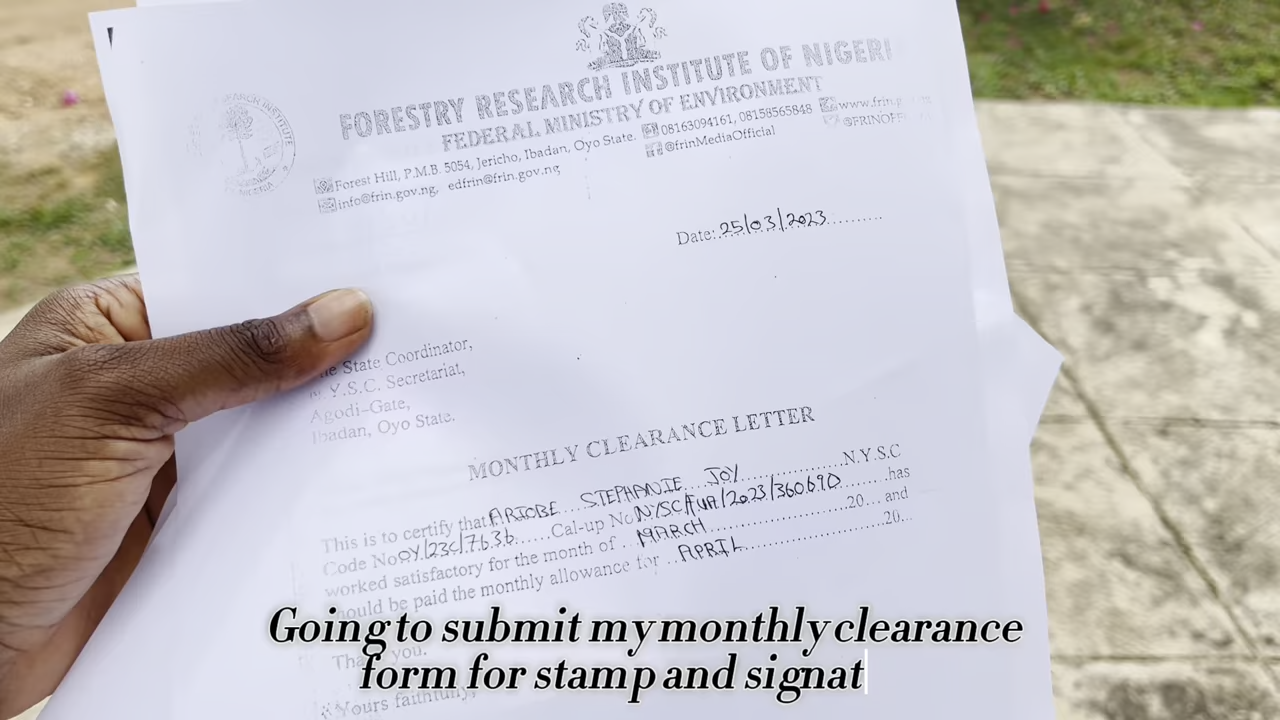 FORESTRY RESEARCH INSTITUTE OF NIGERI
FEDERAL MINISTRY OF ENVIRONMENT
Forest Hill, P.M.B. 5054, Jericho, Ibadan, Oyo State. 08163094161, 08158565848 www.frin.
info@frin.gov.ng, edfrin@frin.gov.ng @frinMediaOfficial
RESEARCH INSTITUTE
NIGERIA
Date: 25/03/2023
State Coordinator,
Y.S.C. Secretariat,
Agodi-Gate,
Ibadan, Oyo State.
MONTHLY CLEARANCE LETTER
This is to certify that ARIOBE STEPHANIE JOY N.Y.S.C
Code No OY/23C/7636 Cal-up No NYSC/ /2023/360690 has
worked satisfactory for the month of MARCH 20... and
should be paid the monthly allowance for APRIL 20...
Thank you.
Yours faithfully,
Going to submit my monthly clearance
form for stamp and signat